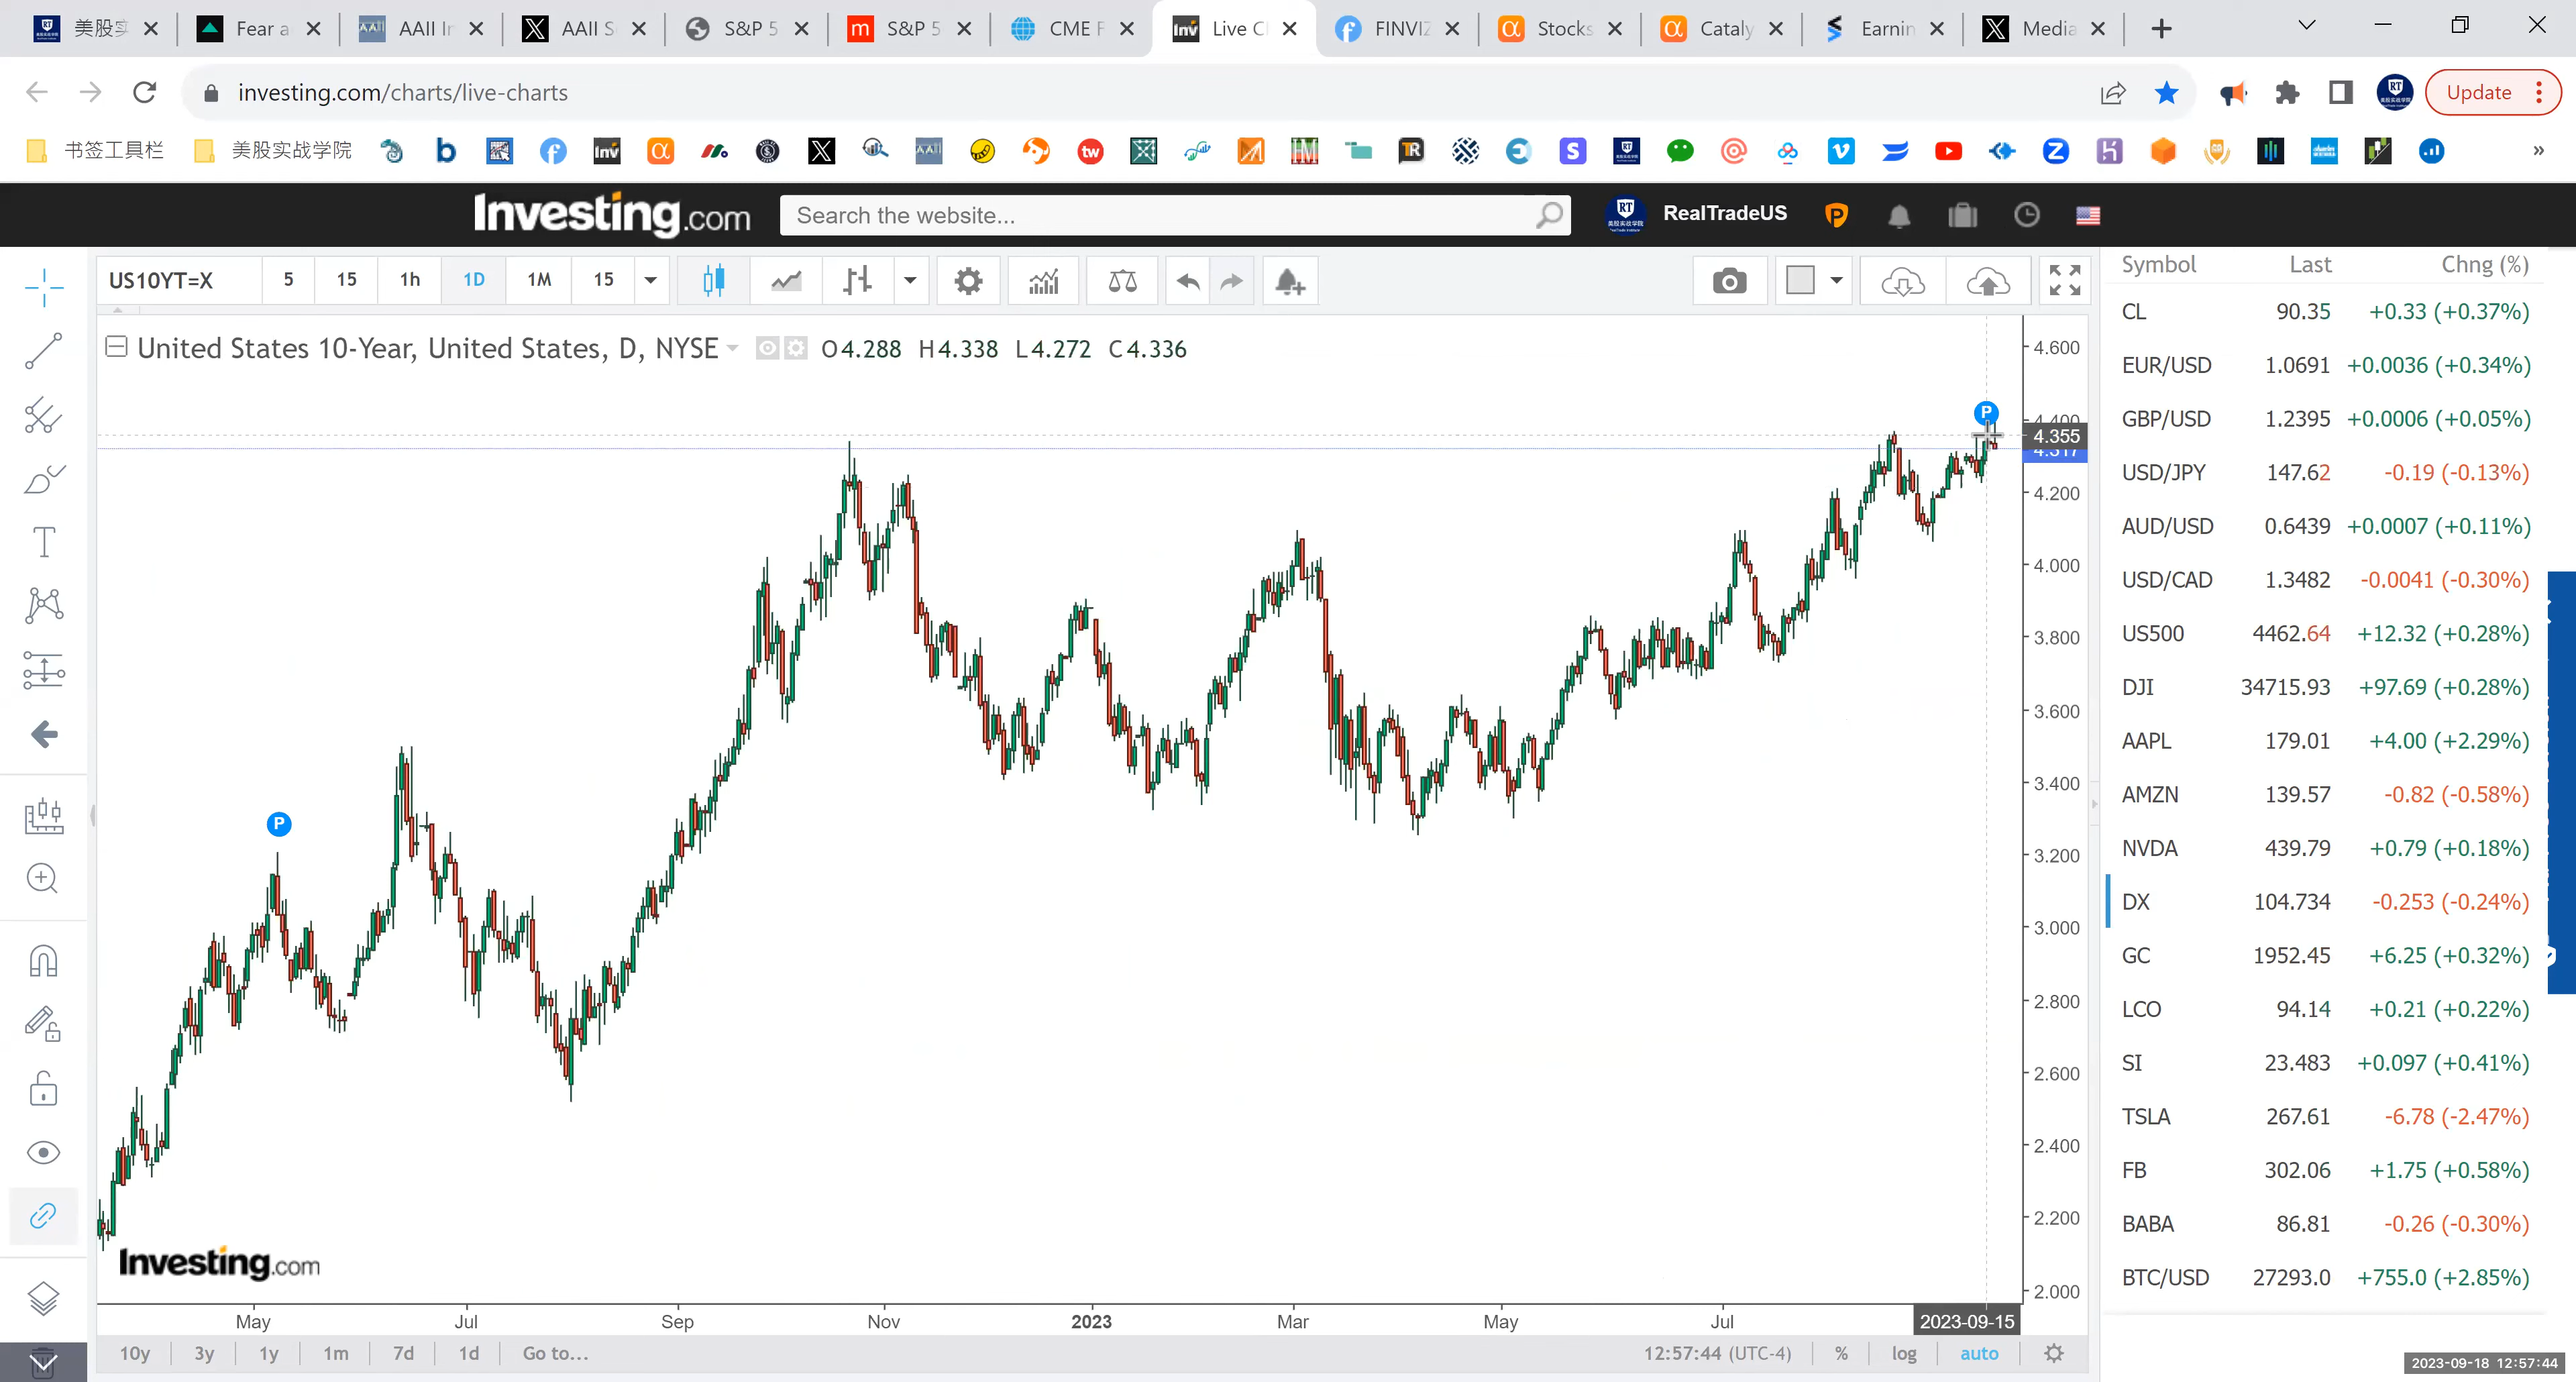 美股实 Fear a AAII In AAII S S&P 5 S&P 5 CME F Live C FINVIZ Stocks Cataly Earnin Media
investing.com/charts/live-charts
Update
书签工具栏 美股实战学院
Investing.com
Search the website...
RealTradeUS
US10YT=X 5 15 1h 1D 1M 15
United States 10-Year, United States, D, NYSE O4.288 H4.338 L4.272 C4.336
4.600
4.400
4.355
4.317
4.200
4.000
3.800
3.600
3.400
3.200
3.000
2.800
2.600
2.400
2.200
2.000
P
P
Investing.com
May Jul Sep Nov 2023 Mar May Jul 2023-09-15
10y 3y 1y 1m 7d 1d Go to...
12:57:44 (UTC-4) % log auto
Symbol Last Chng (%)
CL 90.35 +0.33 (+0.37%)
EUR/USD 1.0691 +0.0036 (+0.34%)
GBP/USD 1.2395 +0.0006 (+0.05%)
USD/JPY 147.62 -0.19 (-0.13%)
AUD/USD 0.6439 +0.0007 (+0.11%)
USD/CAD 1.3482 -0.0041 (-0.30%)
US500 4462.64 +12.32 (+0.28%)
DJI 34715.93 +97.69 (+0.28%)
AAPL 179.01 +4.00 (+2.29%)
AMZN 139.57 -0.82 (-0.58%)
NVDA 439.79 +0.79 (+0.18%)
DX 104.734 -0.253 (-0.24%)
GC 1952.45 +6.25 (+0.32%)
LCO 94.14 +0.21 (+0.22%)
SI 23.483 +0.097 (+0.41%)
TSLA 267.61 -6.78 (-2.47%)
FB 302.06 +1.75 (+0.58%)
BABA 86.81 -0.26 (-0.30%)
BTC/USD 27293.0 +755.0 (+2.85%)
2023-09-18 12:57:44